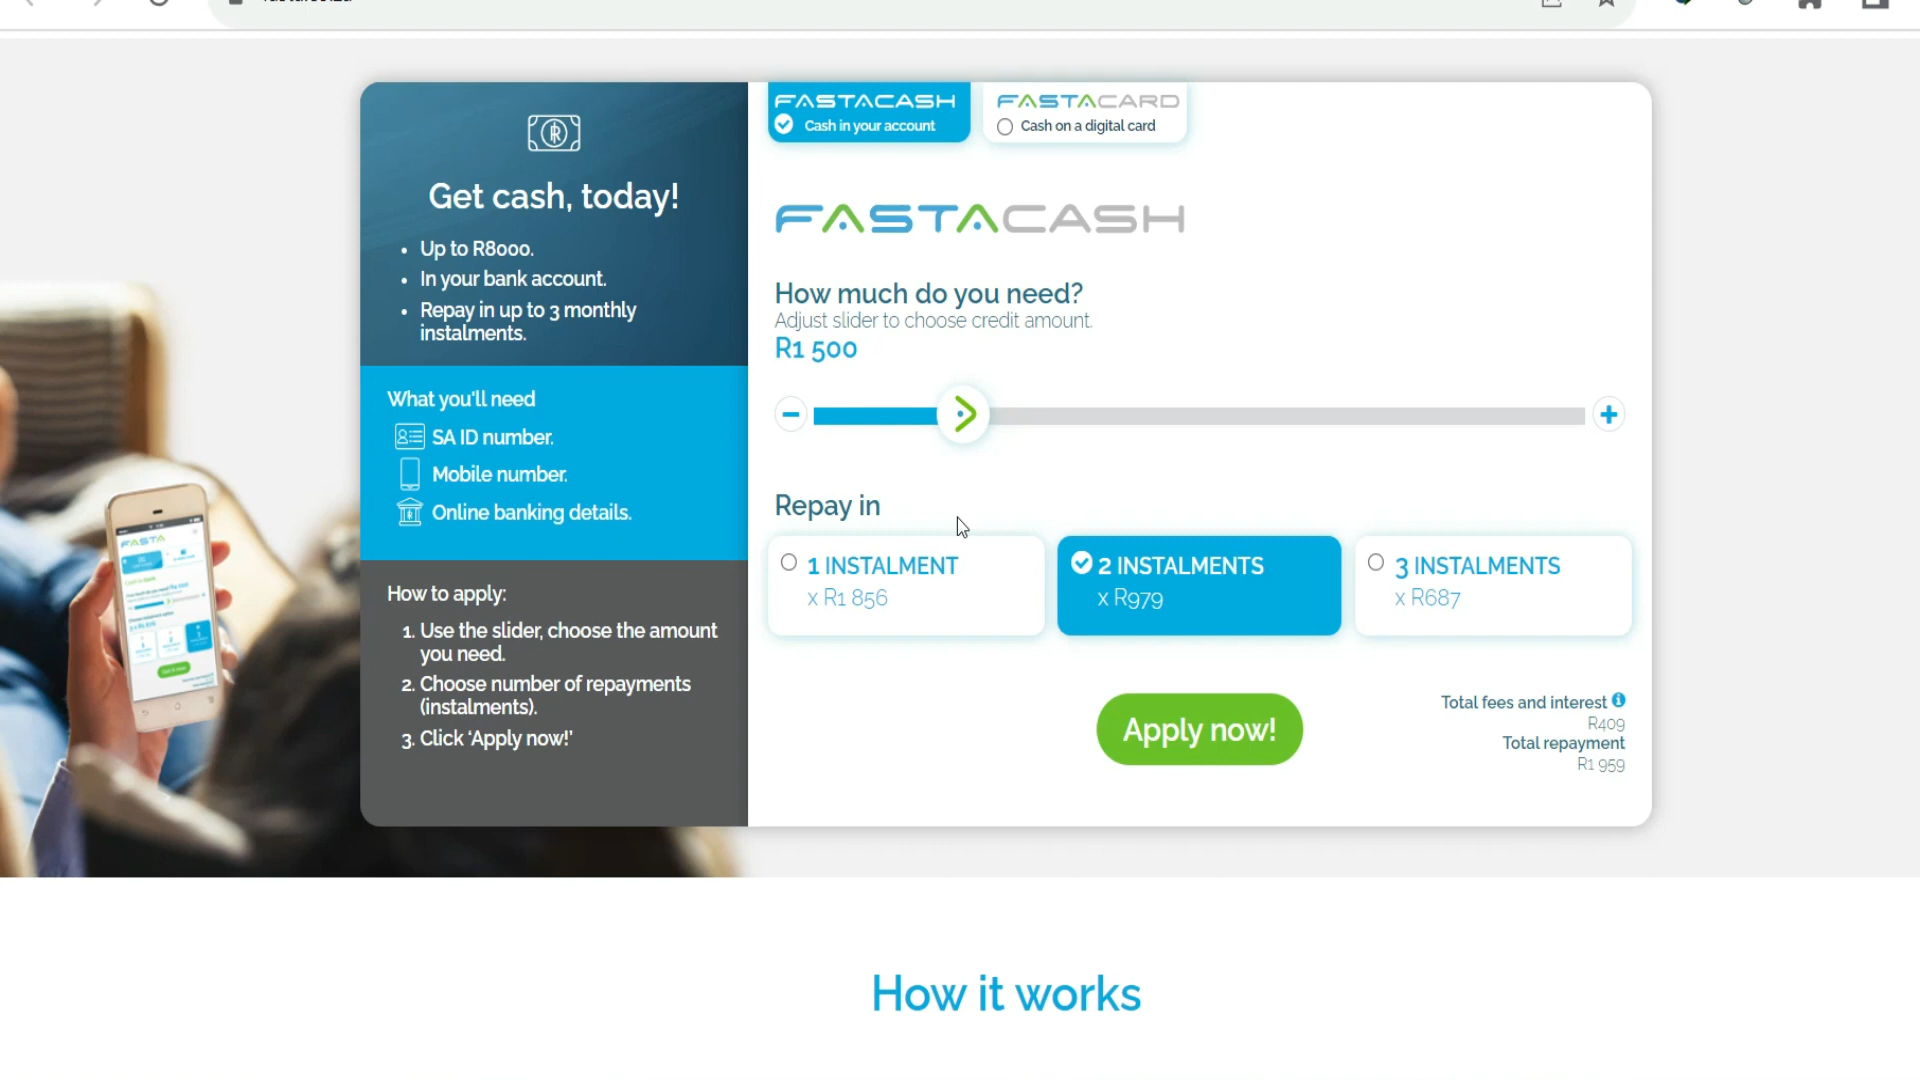 FASTACASH
Cash in your account
FASTACARD
Cash on a digital card
Get cash, today!
• Up to R8000.
• In your bank account.
• Repay in up to 3 monthly
instalments.
What you'll need
SA ID number.
Mobile number.
Online banking details.
How to apply:
1. Use the slider, choose the amount
you need.
2. Choose number of repayments
(instalments).
3. Click ‘Apply now!’
FASTACASH
How much do you need?
Adjust slider to choose credit amount.
R1 500
Repay in
1 INSTALMENT
x R1 856
2 INSTALMENTS
x R979
3 INSTALMENTS
x R687
Apply now!
Total fees and interest
R409
Total repayment
R1 959
FASTA
How it works